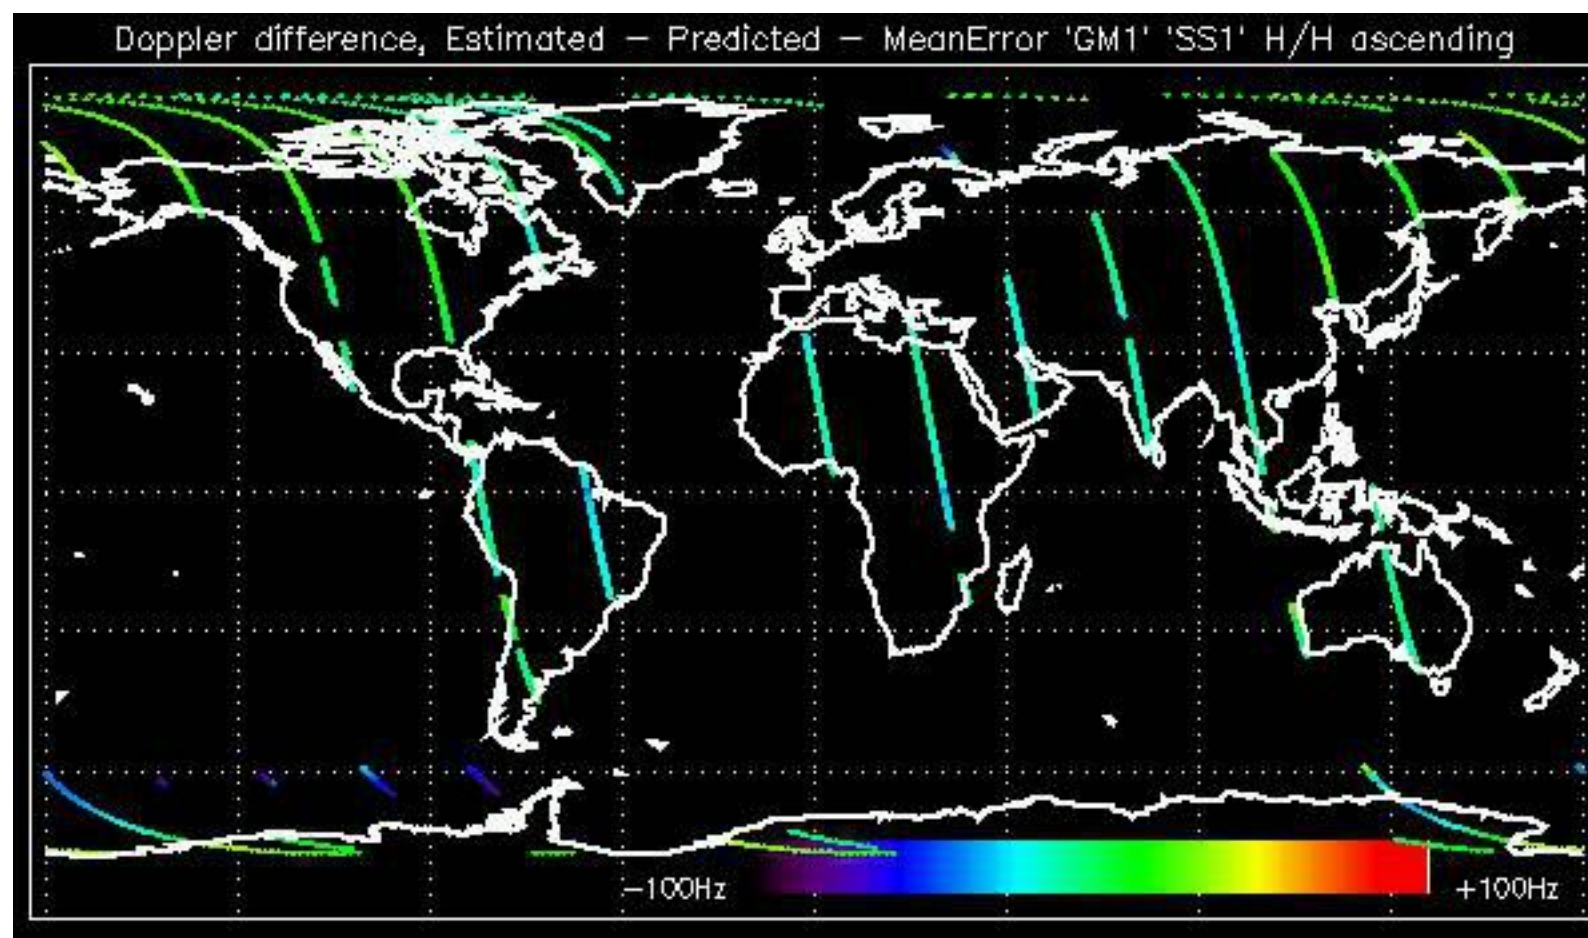 Doppler difference, Estimated – Predicted – MeanError 'GM1' 'SS1' H/H ascending
–100Hz
+100Hz